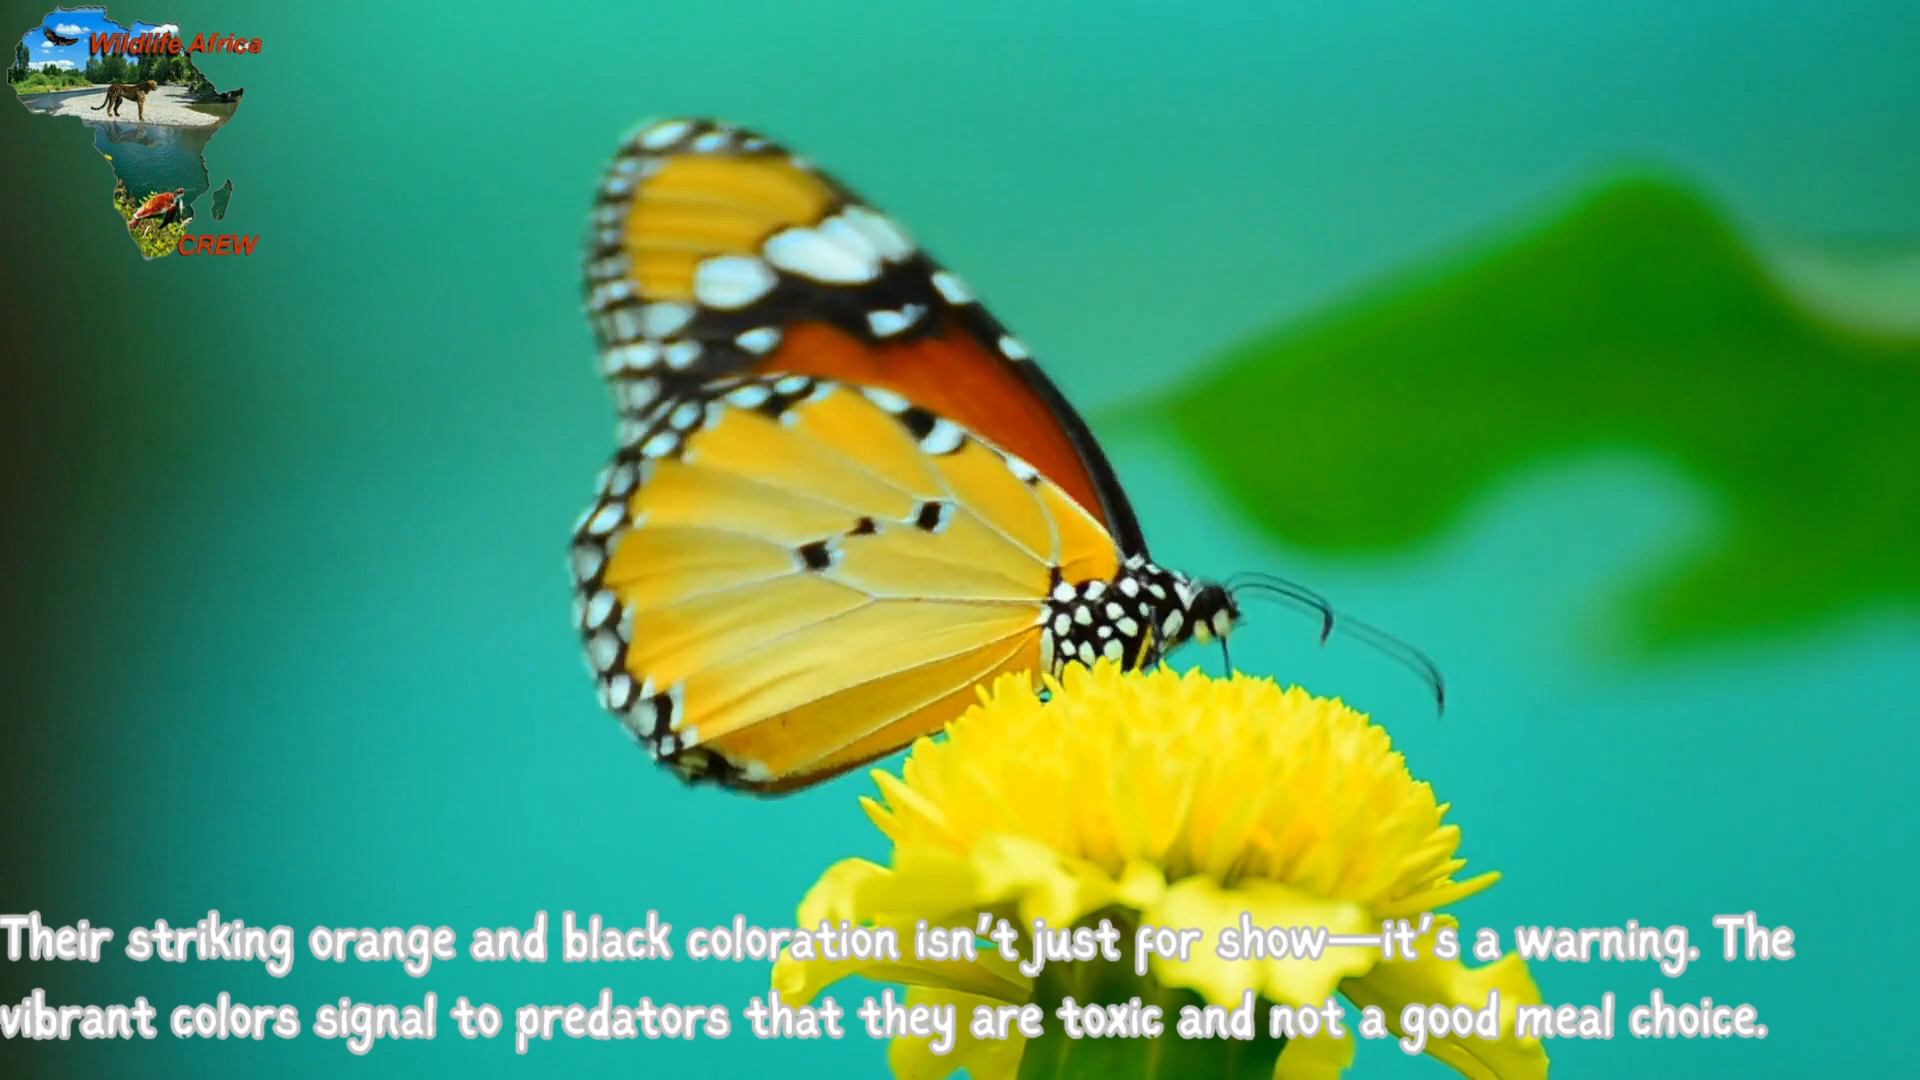 Wildlife Africa
CREW
Their striking orange and black coloration isn't just for show—it's a warning. The
vibrant colors signal to predators that they are toxic and not a good meal choice.